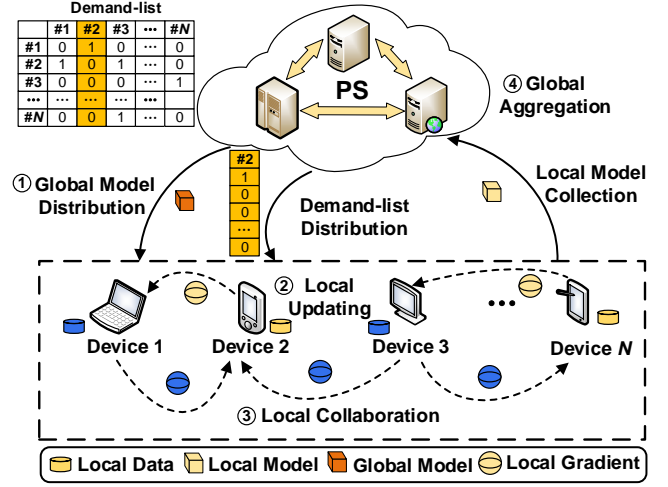 Demand-list
#1 #2 #3 ... #N
#1 0 1 0 ... 0
#2 1 0 1 ... 0
#3 0 0 0 ... 1
... ... ... ... ...
#N 0 0 1 ... 0
PS
④ Global
Aggregation
① Global Model
Distribution
#2
1
0
0
0
...
0
Demand-list
Distribution
Local Model
Collection
② Local
Updating
...
Device 1
Device 2
Device 3
Device N
③ Local Collaboration
Local Data
Local Model
Global Model
Local Gradient